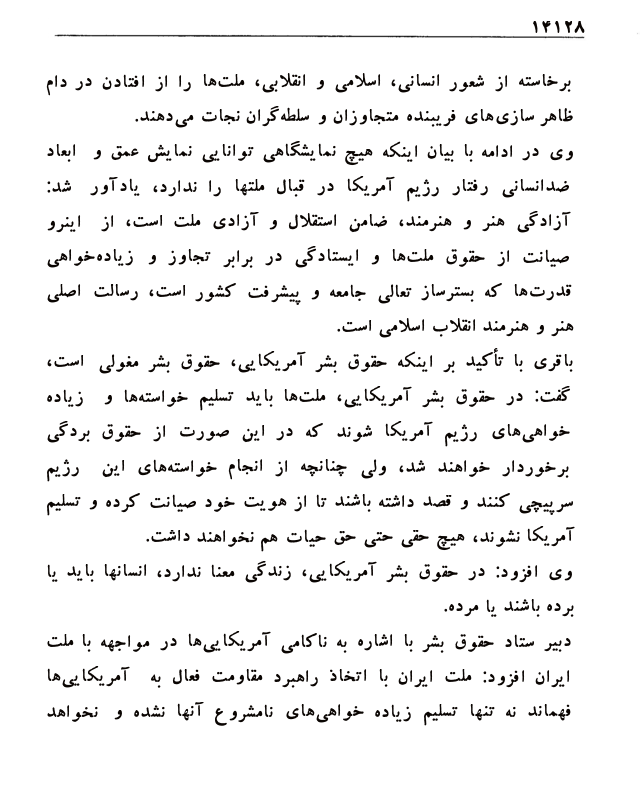 ۱۴۱۲۸
برخاسته از شعور انسانی، اسلامی و انقلابی، ملت‌ها را از افتادن در دام
ظاهر سازی‌های فریبنده متجاوزان و سلطه‌گران نجات می‌دهند.
وی در ادامه با بیان اینکه هیچ نمایشگاهی توانایی نمایش عمق و ابعاد
ضدانسانی رفتار رژیم آمریکا در قبال ملتها را ندارد، یادآور شد:
آزادگی هنر و هنرمند، ضامن استقلال و آزادی ملت است، از اینرو
صیانت از حقوق ملت‌ها و ایستادگی در برابر تجاوز و زیاده‌خواهی
قدرت‌ها که بسترساز تعالی جامعه و پیشرفت کشور است، رسالت اصلی
هنر و هنرمند انقلاب اسلامی است.
باقری با تأکید بر اینکه حقوق بشر آمریکایی، حقوق بشر مغولی است،
گفت: در حقوق بشر آمریکایی، ملت‌ها باید تسلیم خواسته‌ها و زیاده
خواهی‌های رژیم آمریکا شوند که در این صورت از حقوق بردگی
برخوردار خواهند شد، ولی چنانچه از انجام خواسته‌های این رژیم
سرپیچی کنند و قصد داشته باشند تا از هویت خود صیانت کرده و تسلیم
آمریکا نشوند، هیچ حقی حتی حق حیات هم نخواهند داشت.
وی افزود: در حقوق بشر آمریکایی، زندگی معنا ندارد، انسانها باید یا
برده باشند یا مرده.
دبیر ستاد حقوق بشر با اشاره به ناکامی آمریکایی‌ها در مواجهه با ملت
ایران افزود: ملت ایران با اتخاذ راهبرد مقاومت فعال به آمریکایی‌ها
فهماند نه تنها تسلیم زیاده خواهی‌های نامشروع آنها نشده و نخواهد